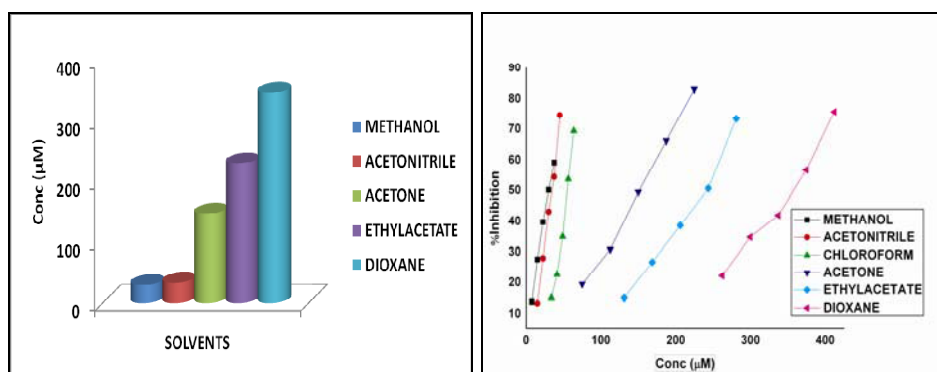 400
300
200
100
0
Conc (µM)
SOLVENTS
METHANOL
ACETONITRILE
ACETONE
ETHYLACETATE
DIOXANE
90
80
70
60
50
40
30
20
10
%Inhibition
0 100 200 300 400
Conc (µM)
METHANOL
ACETONITRILE
CHLOROFORM
ACETONE
ETHYLACETATE
DIOXANE